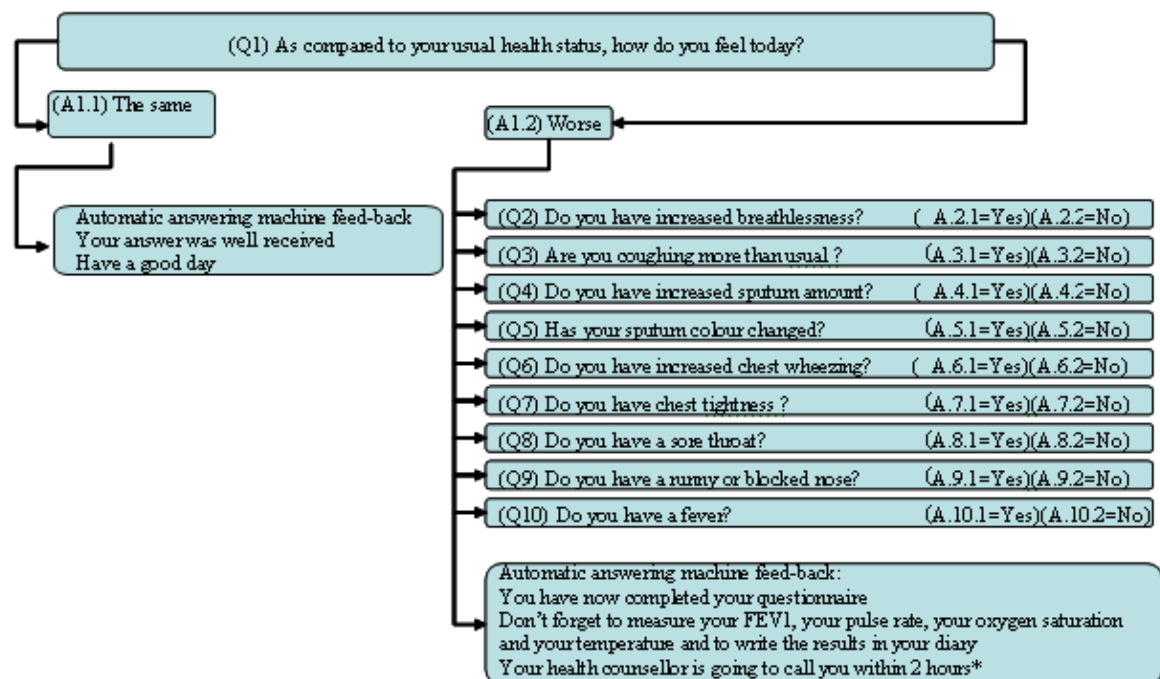 (Q1) As compared to your usual health status, how do you feel today?
(A1.1) The same
(A1.2) Worse
Automatic answering machine feed-back
Your answer was well received
Have a good day
(Q2) Do you have increased breathlessness? ( A.2.1=Yes)(A.2.2=No)
(Q3) Are you coughing more than usual ? (A.3.1=Yes)(A.3.2=No)
(Q4) Do you have increased sputum amount? ( A.4.1=Yes)(A.4.2=No)
(Q5) Has your sputum colour changed? (A.5.1=Yes)(A.5.2=No)
(Q6) Do you have increased chest wheezing? ( A.6.1=Yes)(A.6.2=No)
(Q7) Do you have chest tightness ? (A.7.1=Yes)(A.7.2=No)
(Q8) Do you have a sore throat? (A.8.1=Yes)(A.8.2=No)
(Q9) Do you have a runny or blocked nose? (A.9.1=Yes)(A.9.2=No)
(Q10) Do you have a fever? (A.10.1=Yes)(A.10.2=No)
Automatic answering machine feed-back:
You have now completed your questionnaire
Don't forget to measure your FEV1, your pulse rate, your oxygen saturation
and your temperature and to write the results in your diary
Your health counsellor is going to call you within 2 hours*